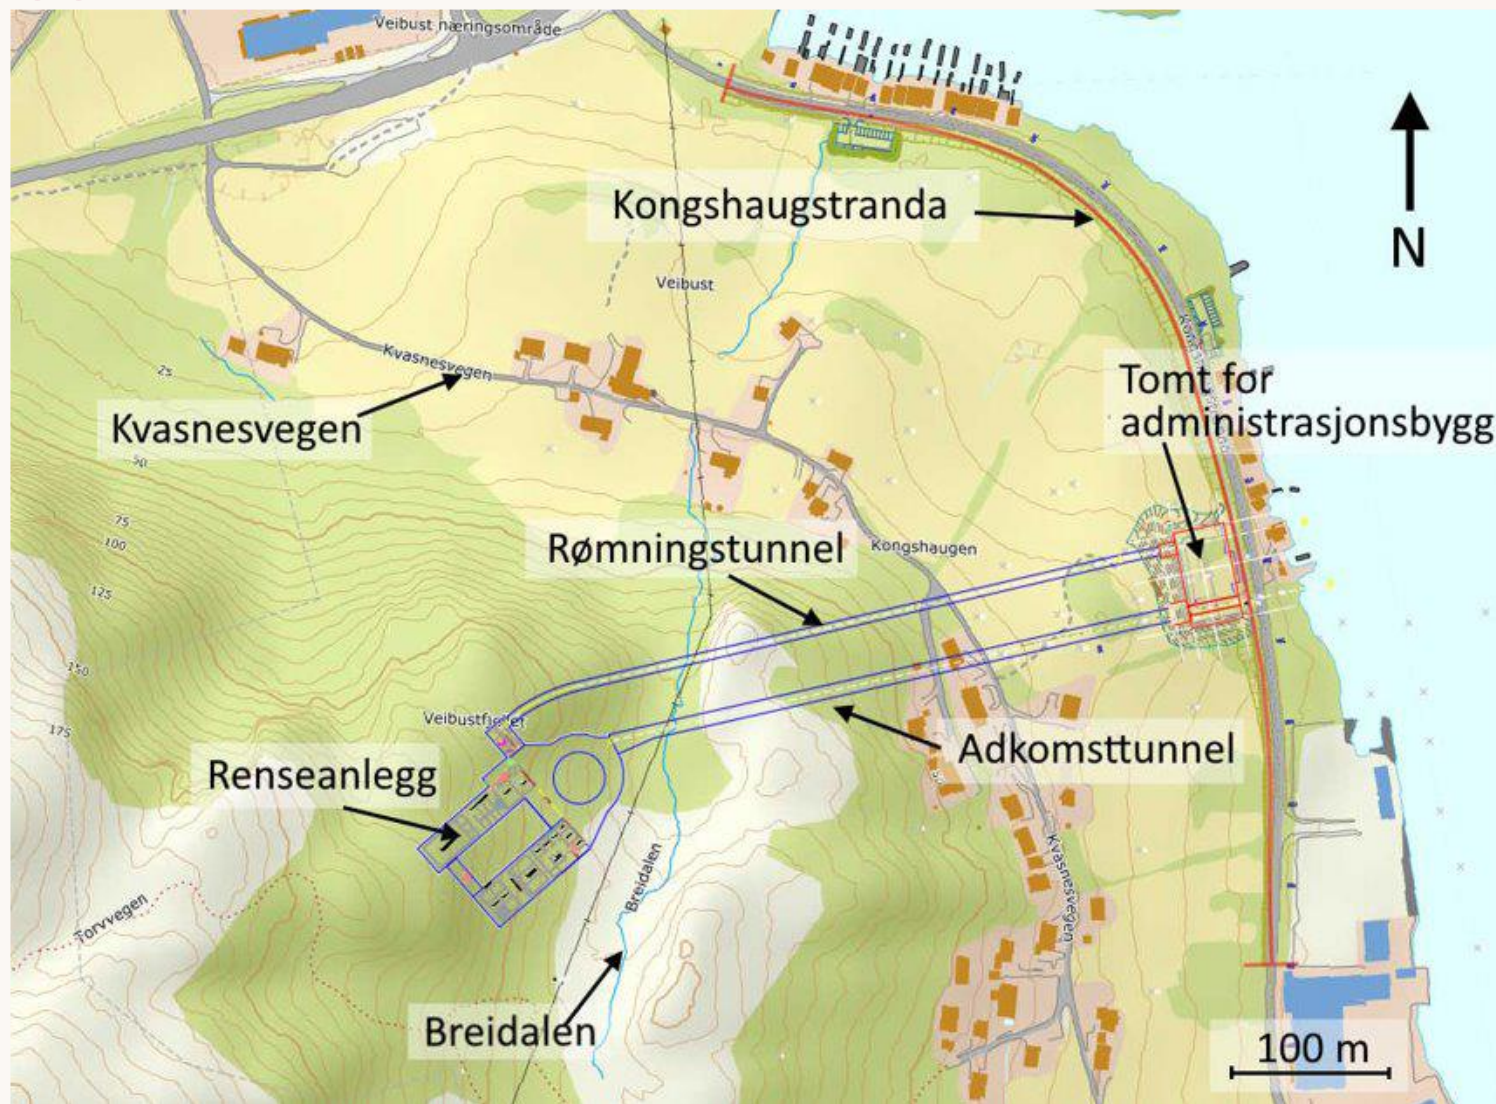 Veibust næringsområde
Kongshaugstranda
N
Veibust
Kvasnesvegen
Kvasnesvegen
25
50
75
100
125
150
175
Tomt for
administrasjonsbygg
Rømningstunnel
Kongshaugen
Adkomsttunnel
Veibustfjellet
Renseanlegg
Kvasnesvegen
Breidalen
Torvvegen
Breidalen
100 m